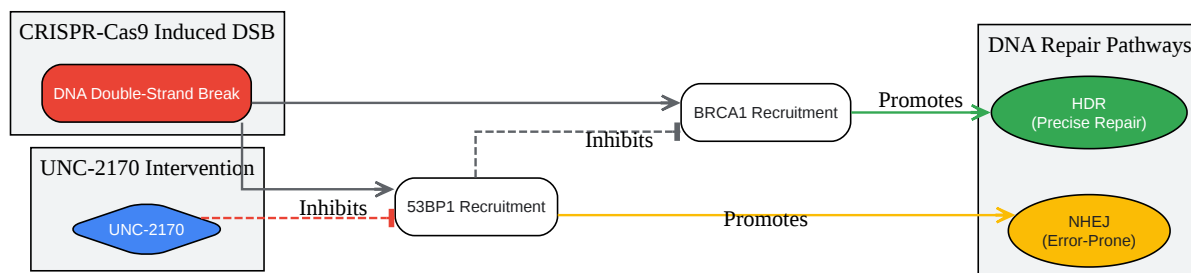 CRISPR-Cas9 Induced DSB
DNA Double-Strand Break
UNC-2170 Intervention
UNC-2170
Inhibits
53BP1 Recruitment
Inhibits
BRCA1 Recruitment
Promotes
Promotes
DNA Repair Pathways
HDR
(Precise Repair)
NHEJ
(Error-Prone)